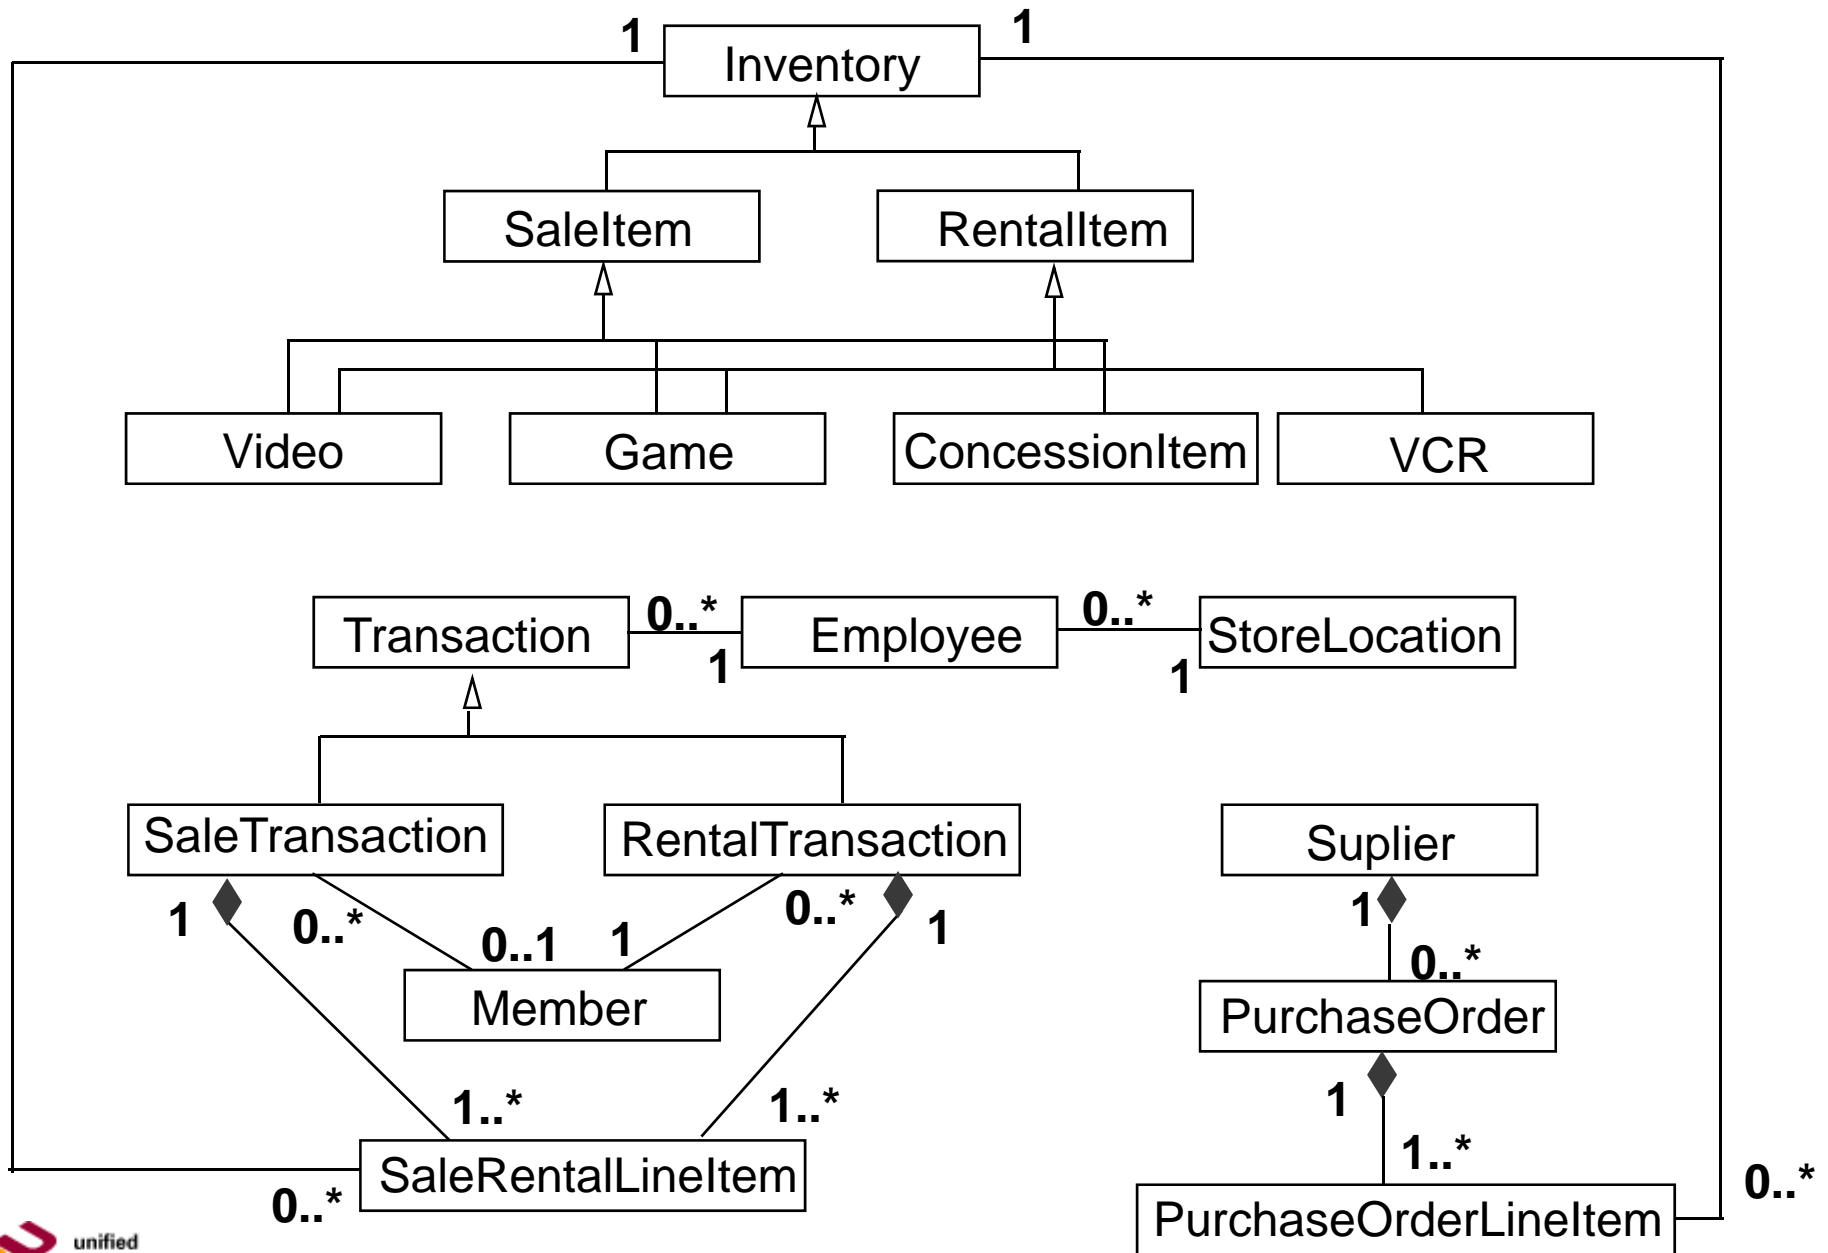 1
1
Inventory
SaleItem
RentalItem
Video
Game
ConcessionItem
VCR
Transaction
0..*
1
Employee
0..*
1
StoreLocation
SaleTransaction
RentalTransaction
Suplier
1
0..*
0..1
1
0..*
1
1
0..*
Member
PurchaseOrder
1
1..*
1..*
1..*
SaleRentalLineItem
0..*
PurchaseOrderLineItem
0..*
unified